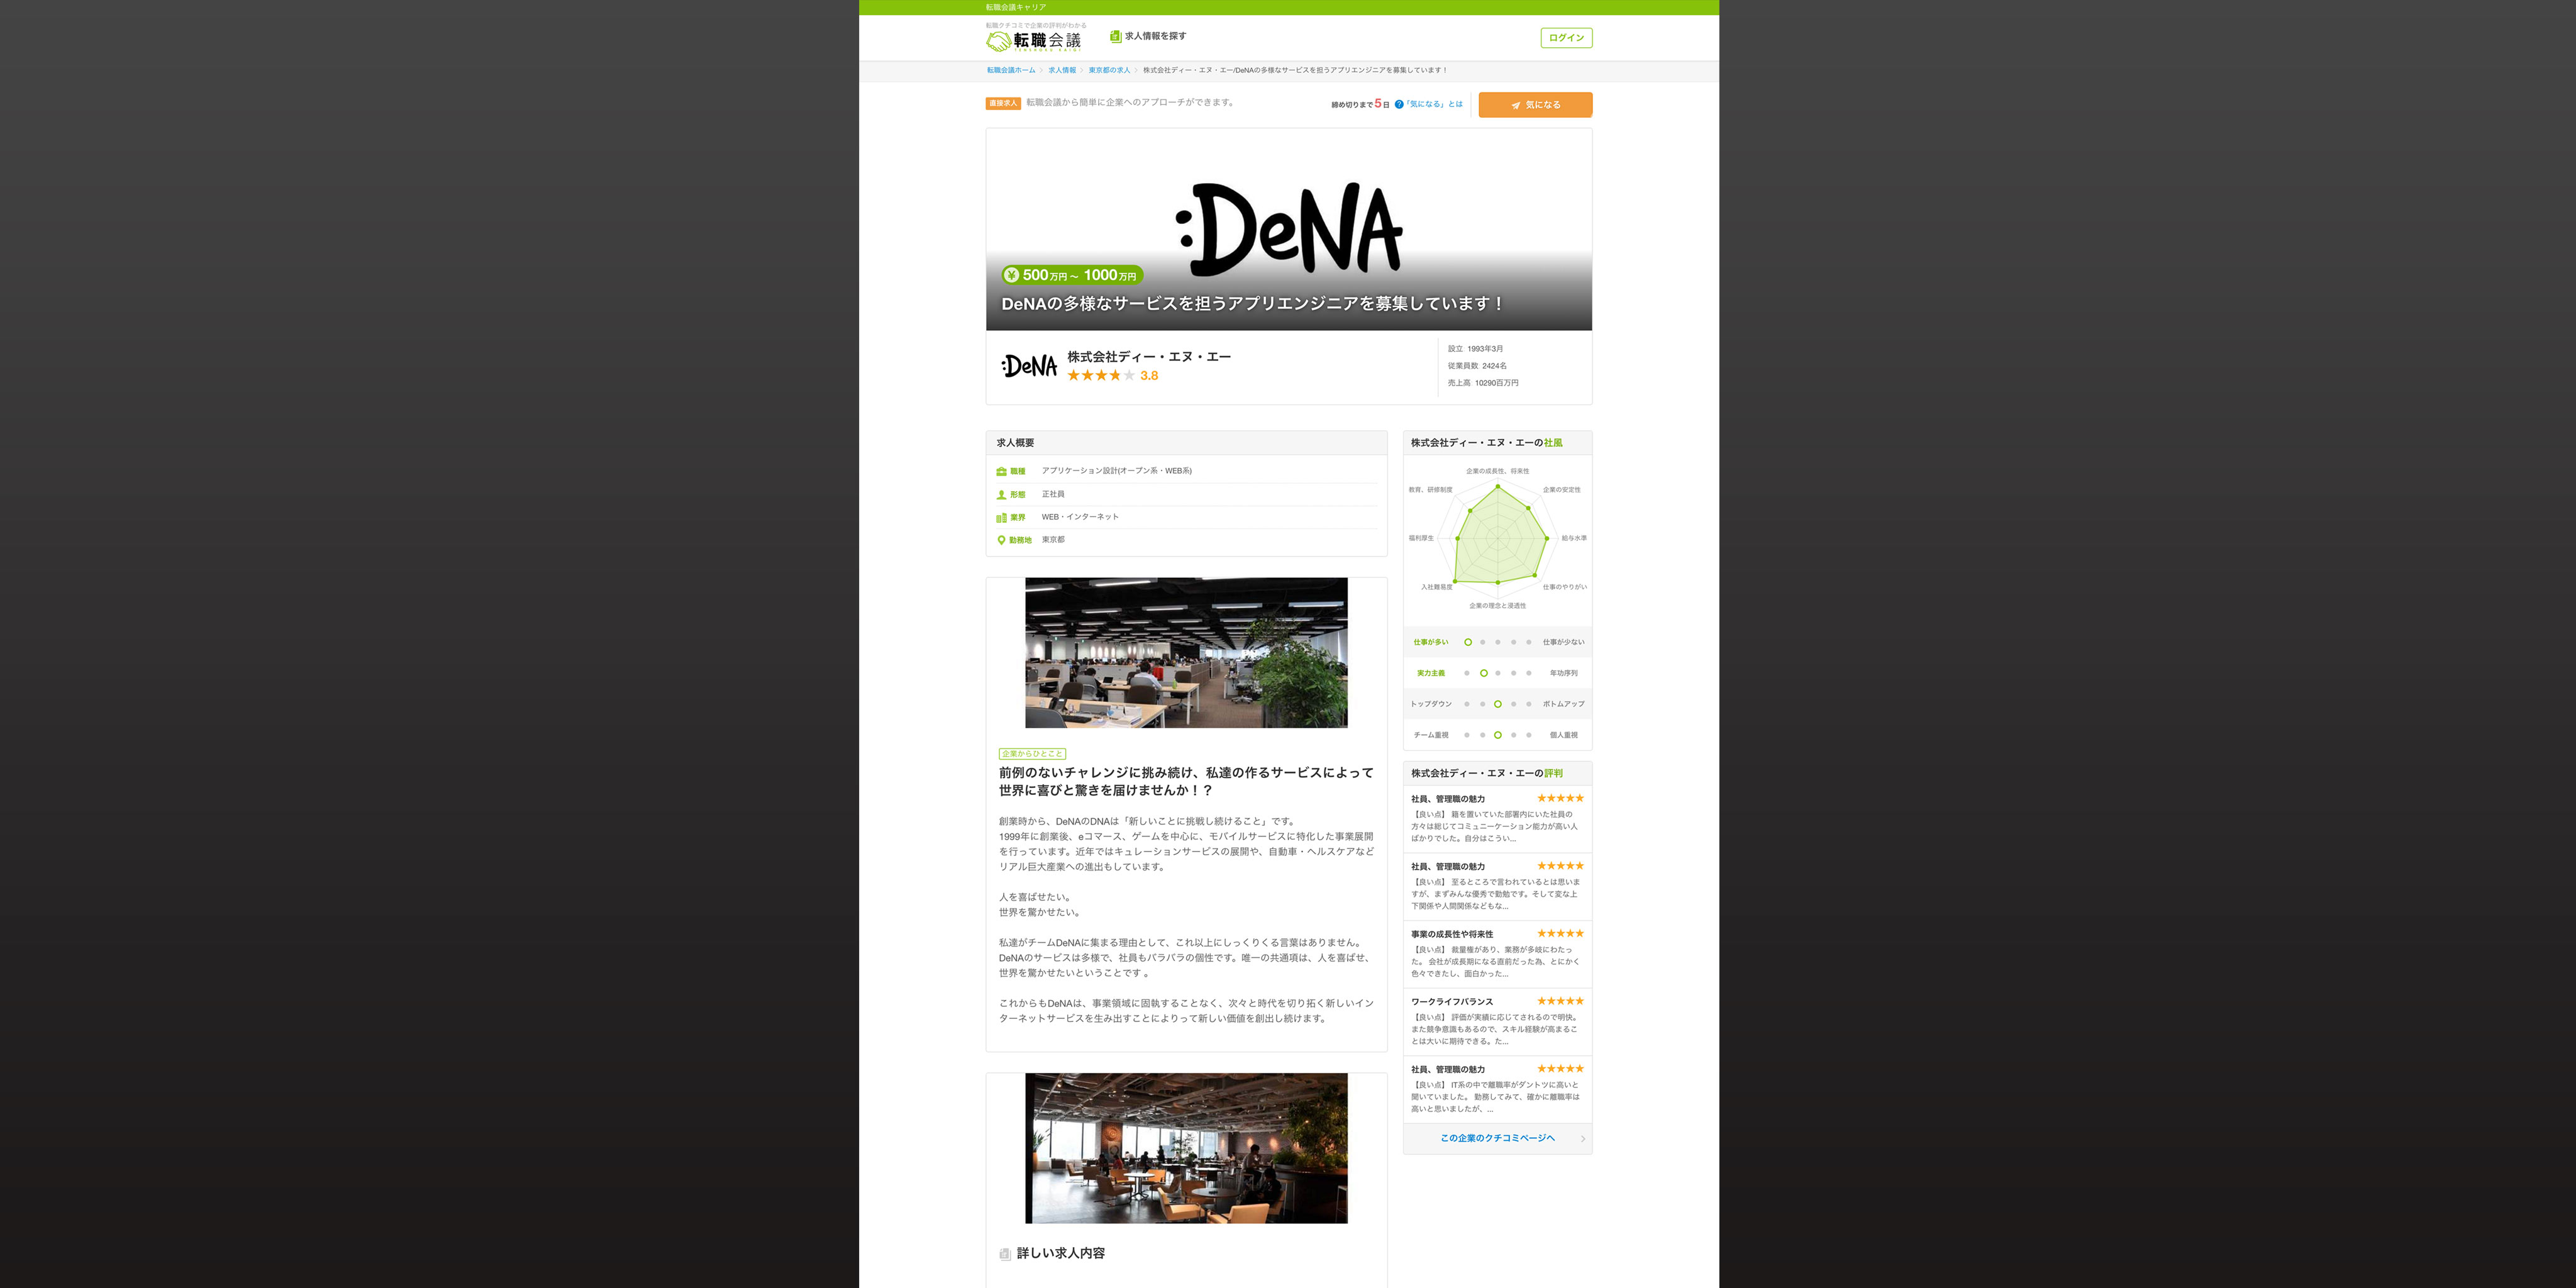 転職会議キャリア
転職クチコミで企業の評判がわかる
転職会議
求人情報を探す
ログイン
転職会議ホーム > 求人情報 > 東京都の求人 > 株式会社ディー・エヌ・エー/DeNAの多様なサービスを担うアプリエンジニアを募集しています！
直接求人 転職会議から簡単に企業へのアプローチができます。
締め切りまで5日 ?「気になる」とは
気になる
:DeNA
¥ 500万円 ～ 1000万円
DeNAの多様なサービスを担うアプリエンジニアを募集しています！
:DeNA
株式会社ディー・エヌ・エー
★★★★★ 3.8
設立 1993年3月
従業員数 2424名
売上高 10290百万円
求人概要
職種 アプリケーション設計(オープン系・WEB系)
形態 正社員
業界 WEB・インターネット
勤務地 東京都
企業からひとこと
前例のないチャレンジに挑み続け、私達の作るサービスによって
世界に喜びと驚きを届けませんか！？
創業時から、DeNAのDNAは「新しいことに挑戦し続けること」です。
1999年に創業後、eコマース、ゲームを中心に、モバイルサービスに特化した事業展開
を行っています。近年ではキュレーションサービスの展開や、自動車・ヘルスケアなど
リアル巨大産業への進出もしています。
人を喜ばせたい。
世界を驚かせたい。
私達がチームDeNAに集まる理由として、これ以上にしっくりくる言葉はありません。
DeNAのサービスは多様で、社員もバラバラの個性です。唯一の共通項は、人を喜ばせ、
世界を驚かせたいということです 。
これからもDeNAは、事業領域に固執することなく、次々と時代を切り拓く新しいイン
ターネットサービスを生み出すことによりって新しい価値を創出し続けます。
詳しい求人内容
株式会社ディー・エヌ・エーの社風
企業の成長性、将来性
教育、研修制度
企業の安定性
福利厚生
給与水準
入社難易度
仕事のやりがい
企業の理念と浸透性
仕事が多い 仕事が少ない
実力主義 年功序列
トップダウン ボトムアップ
チーム重視 個人重視
株式会社ディー・エヌ・エーの評判
社員、管理職の魅力 ★★★★★
【良い点】 籍を置いていた部署内にいた社員の
方々は総じてコミュニーケーション能力が高い人
ばかりでした。自分はこうい...
社員、管理職の魅力 ★★★★★
【良い点】 至るところで言われているとは思いま
すが、まずみんな優秀で勤勉です。そして変な上
下関係や人間関係などもな...
事業の成長性や将来性 ★★★★★
【良い点】 裁量権があり、業務が多岐にわたっ
た。 会社が成長期になる直前だった為、とにかく
色々できたし、面白かった...
ワークライフバランス ★★★★★
【良い点】 評価が実績に応じてされるので明快。
また競争意識もあるので、スキル経験が高まるこ
とは大いに期待できる。た...
社員、管理職の魅力 ★★★★★
【良い点】 IT系の中で離職率がダントツに高いと
聞いていました。 勤務してみて、確かに離職率は
高いと思いましたが、...
この企業のクチコミページへ